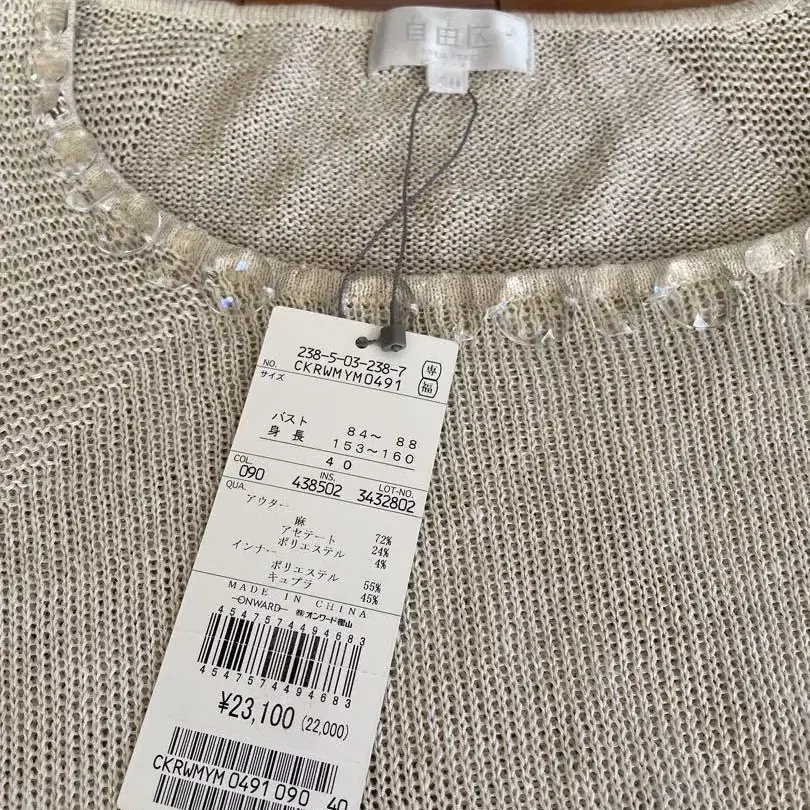 自由区
238-5-03-238-7
NO. CKRWMYM0491
専
福
サイズ
バスト 84〜 88
身長 153〜160
40
COL. INS. LOT-NO.
090 438502 3432802
QUA.
アウター
麻 72%
アセテート 24%
ポリエステル 4%
インナー
ポリエステル 55%
キュプラ 45%
MADE IN CHINA
ONWARD ㈱オンワード樫山
4547574494683
4547574494683
¥23,100 (22,000)
CKRWMYM0491 090 40